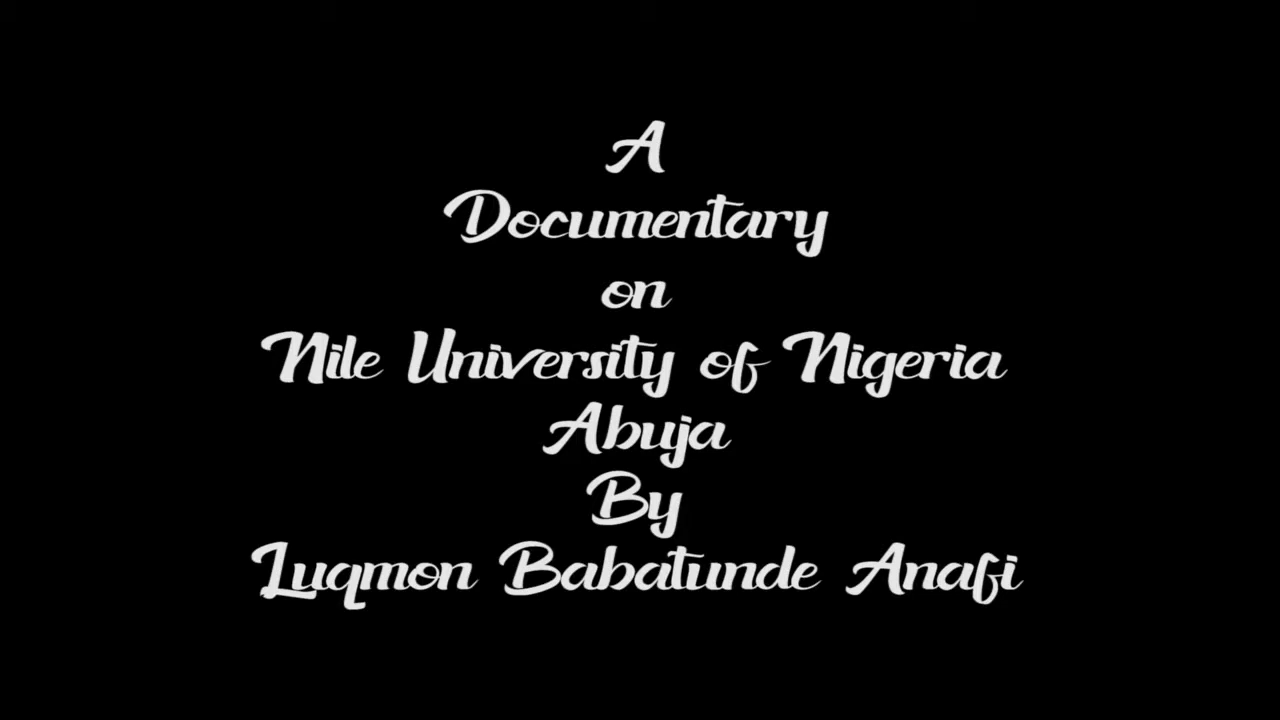 A
Documentary
on
Nile University of Nigeria
Abuja
By
Luqmon Babatunde Anafi